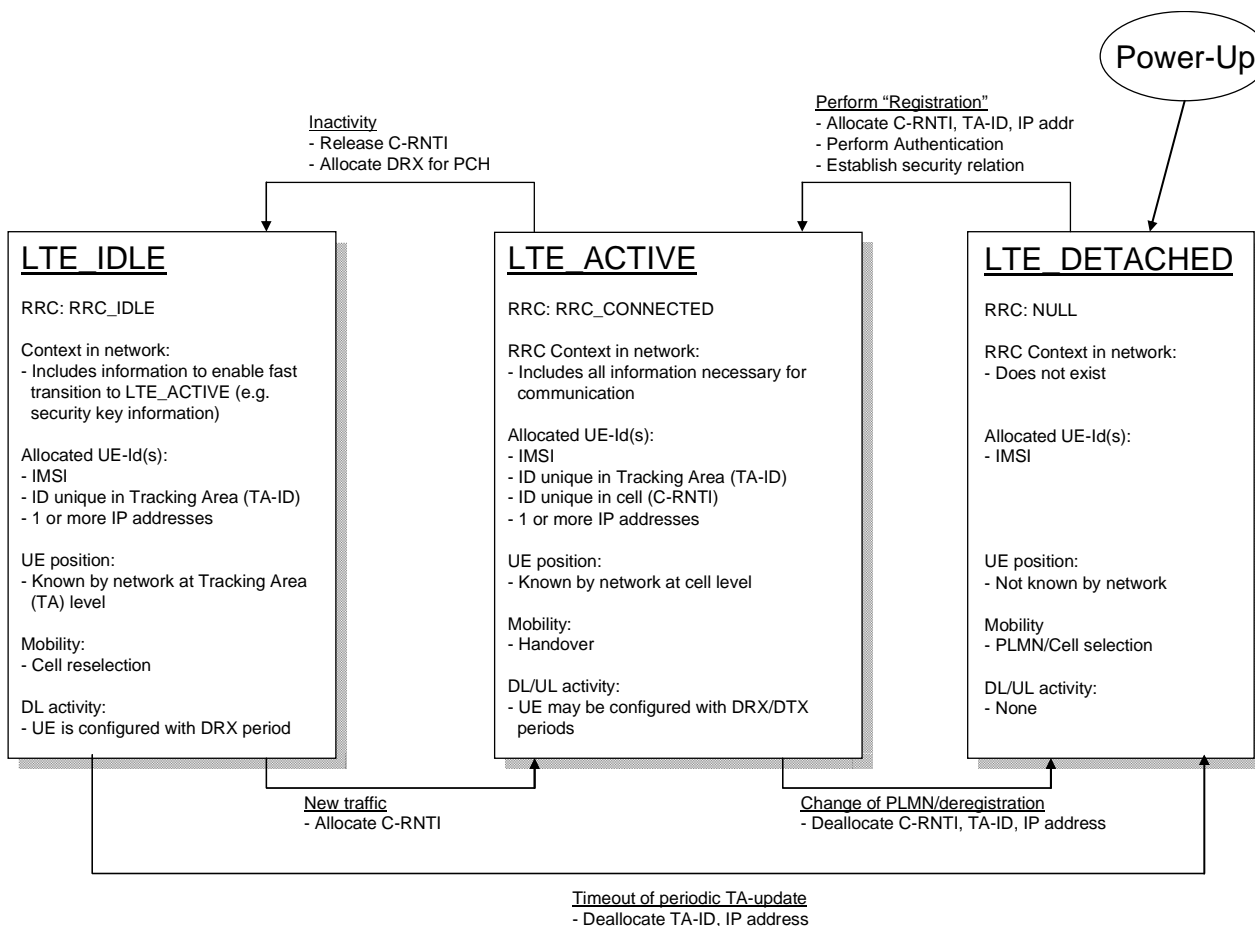 Power-Up
Inactivity
- Release C-RNTI
- Allocate DRX for PCH
Perform “Registration”
- Allocate C-RNTI, TA-ID, IP addr
- Perform Authentication
- Establish security relation
LTE_IDLE
RRC: RRC_IDLE
Context in network:
- Includes information to enable fast
transition to LTE_ACTIVE (e.g.
security key information)
Allocated UE-Id(s):
- IMSI
- ID unique in Tracking Area (TA-ID)
- 1 or more IP addresses
UE position:
- Known by network at Tracking Area
(TA) level
Mobility:
- Cell reselection
DL activity:
- UE is configured with DRX period
LTE_ACTIVE
RRC: RRC_CONNECTED
RRC Context in network:
- Includes all information necessary for
communication
Allocated UE-Id(s):
- IMSI
- ID unique in Tracking Area (TA-ID)
- ID unique in cell (C-RNTI)
- 1 or more IP addresses
UE position:
- Known by network at cell level
Mobility:
- Handover
DL/UL activity:
- UE may be configured with DRX/DTX
periods
LTE_DETACHED
RRC: NULL
RRC Context in network:
- Does not exist
Allocated UE-Id(s):
- IMSI
UE position:
- Not known by network
Mobility
- PLMN/Cell selection
DL/UL activity:
- None
New traffic
- Allocate C-RNTI
Change of PLMN/deregistration
- Deallocate C-RNTI, TA-ID, IP address
Timeout of periodic TA-update
- Deallocate TA-ID, IP address